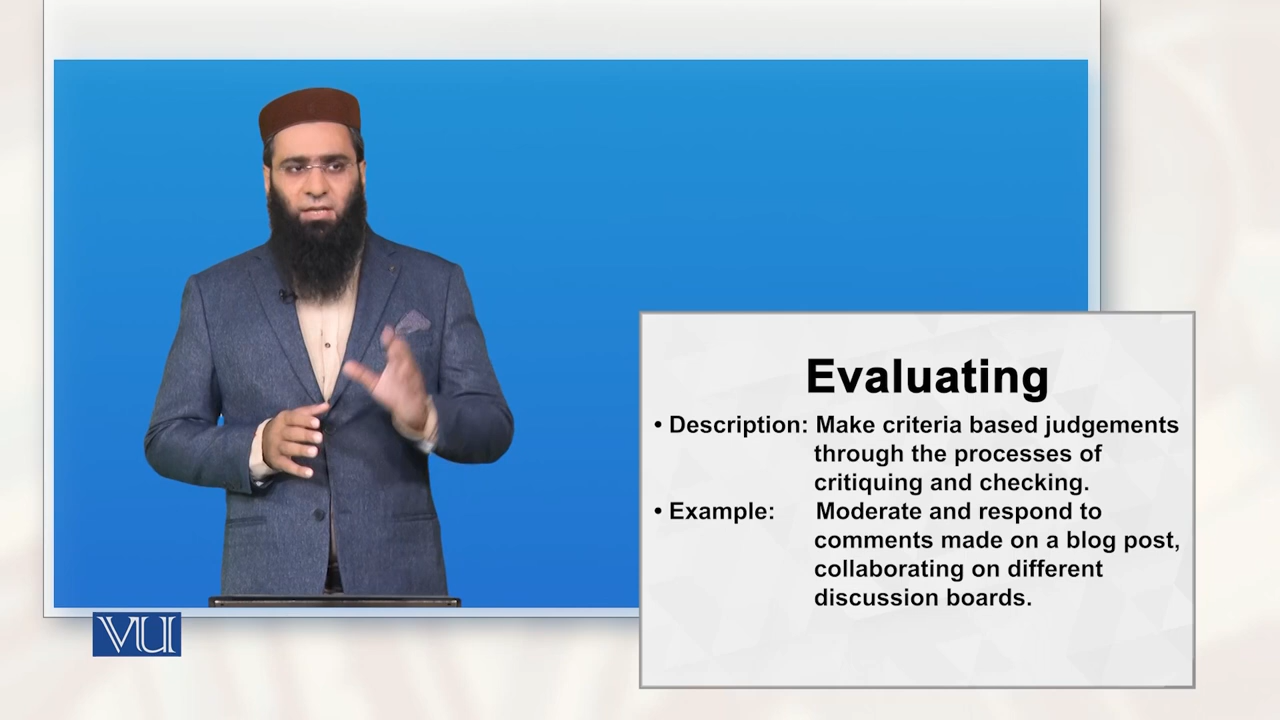 Evaluating
• Description: Make criteria based judgements
through the processes of
critiquing and checking.
• Example: Moderate and respond to
comments made on a blog post,
collaborating on different
discussion boards.
VU